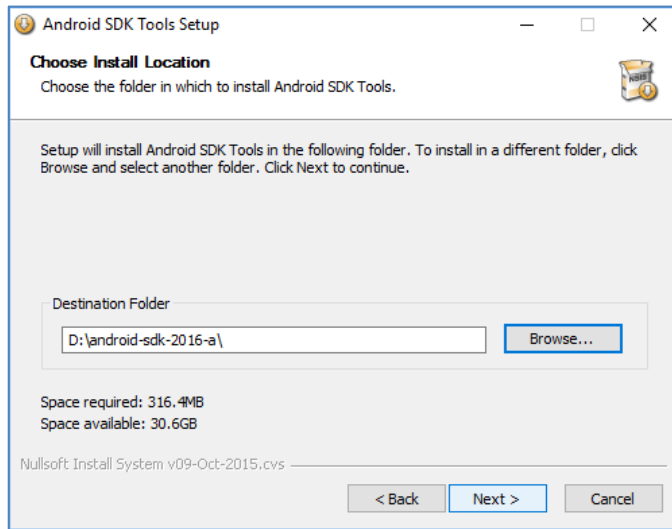 Android SDK Tools Setup
Choose Install Location
Choose the folder in which to install Android SDK Tools.
NSIS
Setup will install Android SDK Tools in the following folder. To install in a different folder, click
Browse and select another folder. Click Next to continue.
Destination Folder
D:\android-sdk-2016-a\
Browse...
Space required: 316.4MB
Space available: 30.6GB
Nullsoft Install System v09-Oct-2015.cvs
< Back
Next >
Cancel